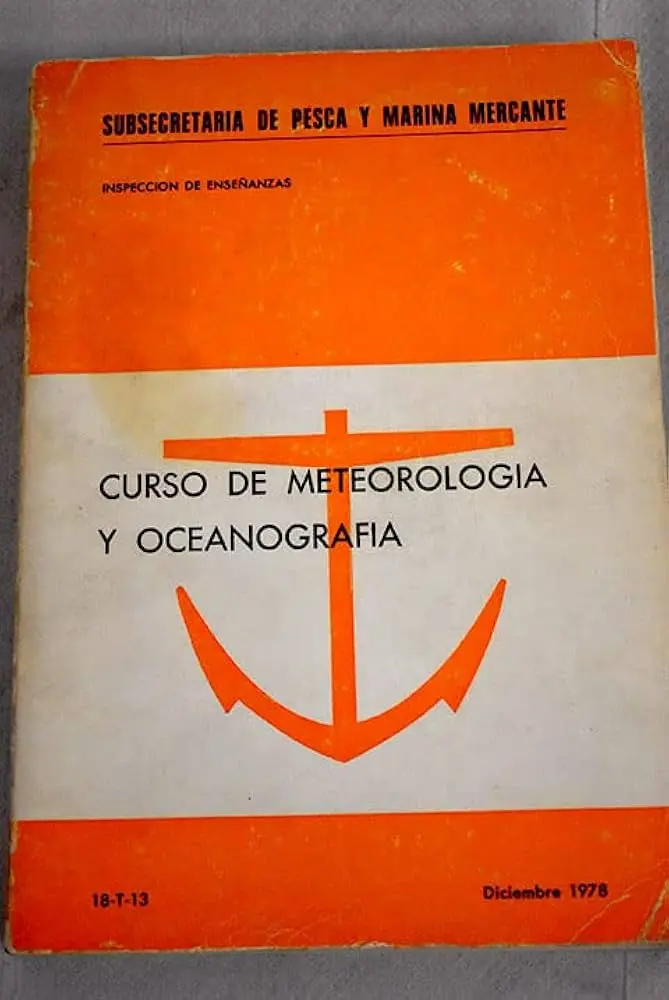 SUBSECRETARIA DE PESCA Y MARINA MERCANTE
INSPECCION DE ENSEÑANZAS
CURSO DE METEOROLOGIA
Y OCEANOGRAFIA
18-T-13
Diciembre 1978